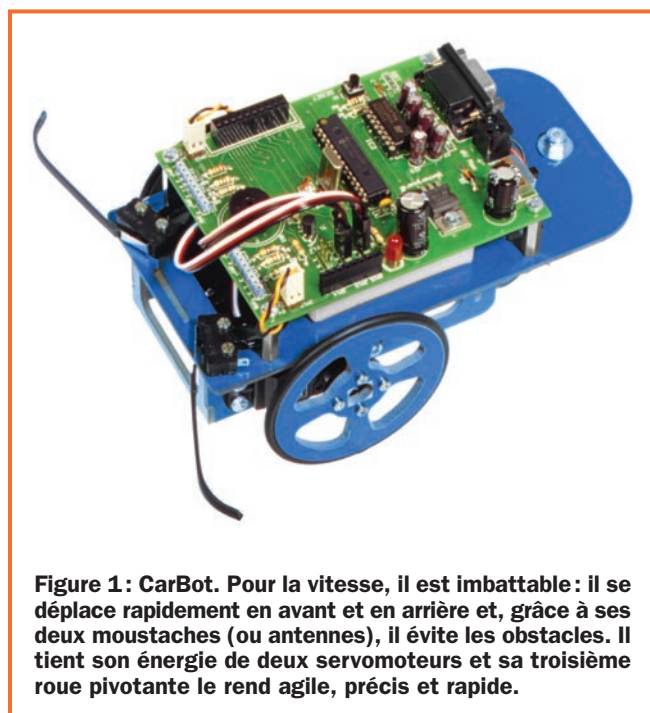 Figure 1: CarBot. Pour la vitesse, il est imbattable: il se
déplace rapidement en avant et en arrière et, grâce à ses
deux moustaches (ou antennes), il évite les obstacles. Il
tient son énergie de deux servomoteurs et sa troisième
roue pivotante le rend agile, précis et rapide.